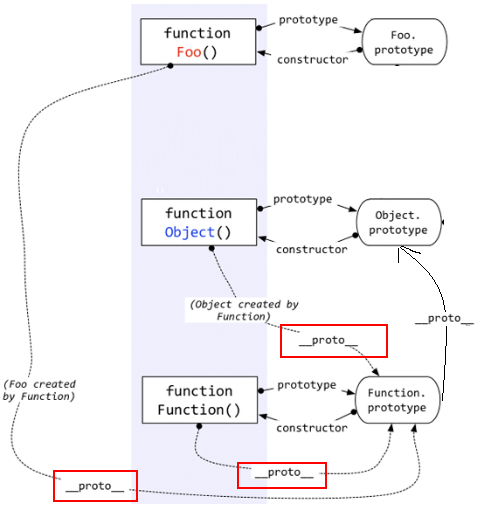 function
Foo()
prototype
constructor
Foo.
prototype
function
Object()
prototype
constructor
Object.
prototype
(Object created by
Function)
__proto__
__proto__
(Foo created
by Function)
function
Function()
prototype
constructor
Function.
prototype
__proto__
__proto__